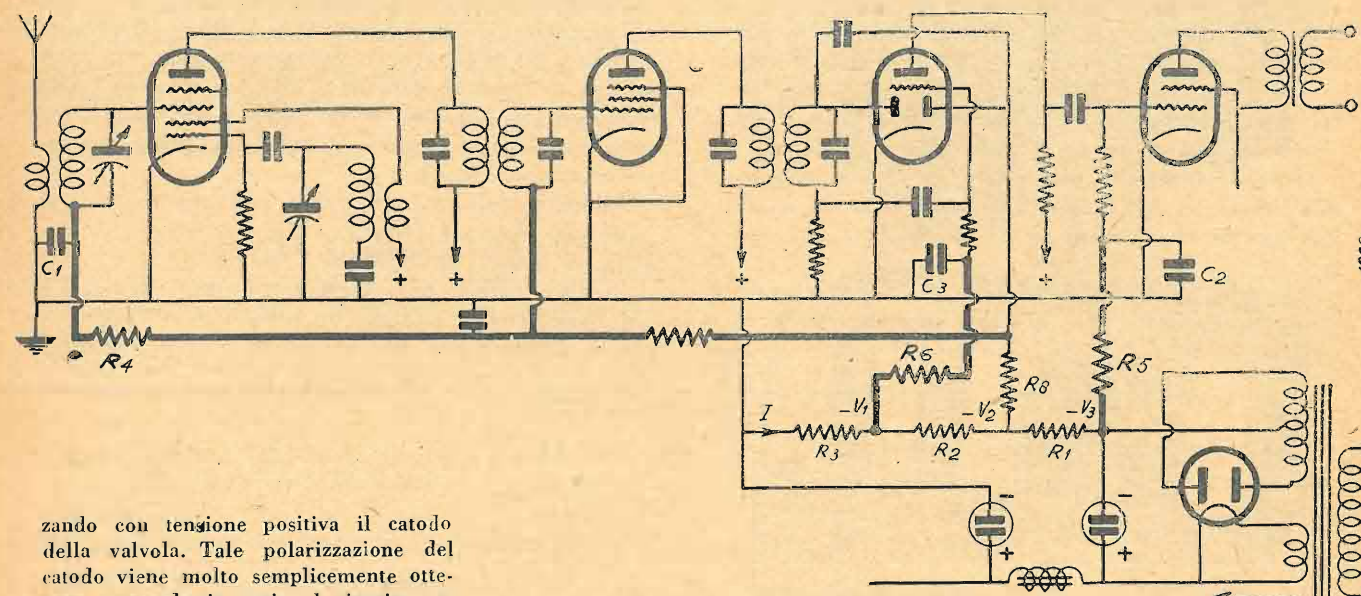 C1
R4
+
+
+
C3
+
C2
R6
R5
R8
I
-V1
-V2
-V3
R3
R2
R1
-
-
+
+
zando con tensione positiva il catodo
della valvola. Tale polarizzazione del
catodo viene molto semplicemente otte-